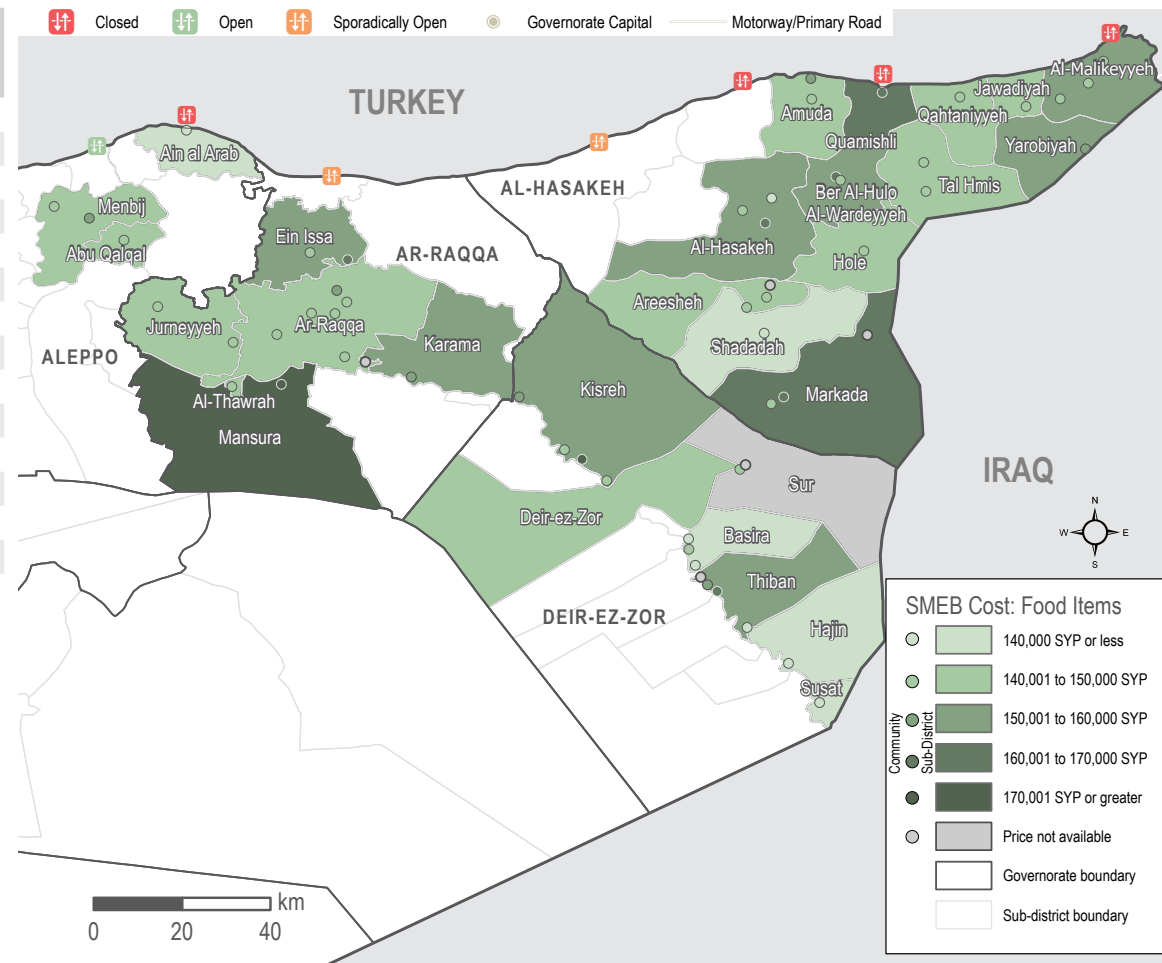 Closed
Open
Sporadically Open
Governorate Capital
Motorway/Primary Road
TURKEY
Al-Malikeyyeh
Jawadiyah
Amuda
Qahtaniyyeh
Quamishli
Yarobiyah
Ain al Arab
AL-HASAKEH
Tal Hmis
Ber Al-Hulo
Al-Wardeyyeh
Menbij
Ein Issa
Al-Hasakeh
Abu Qalqal
AR-RAQQA
Hole
Areesheh
Jurneyyeh
Ar-Raqqa
Karama
Shadadah
ALEPPO
Kisreh
Markada
Al-Thawrah
Mansura
IRAQ
Sur
Deir-ez-Zor
Basira
N
W
E
S
Thiban
DEIR-EZ-ZOR
Hajin
Susat
SMEB Cost: Food Items
140,000 SYP or less
140,001 to 150,000 SYP
150,001 to 160,000 SYP
160,001 to 170,000 SYP
170,001 SYP or greater
Price not available
Governorate boundary
Sub-district boundary
Community
Sub-District
km
0 20 40